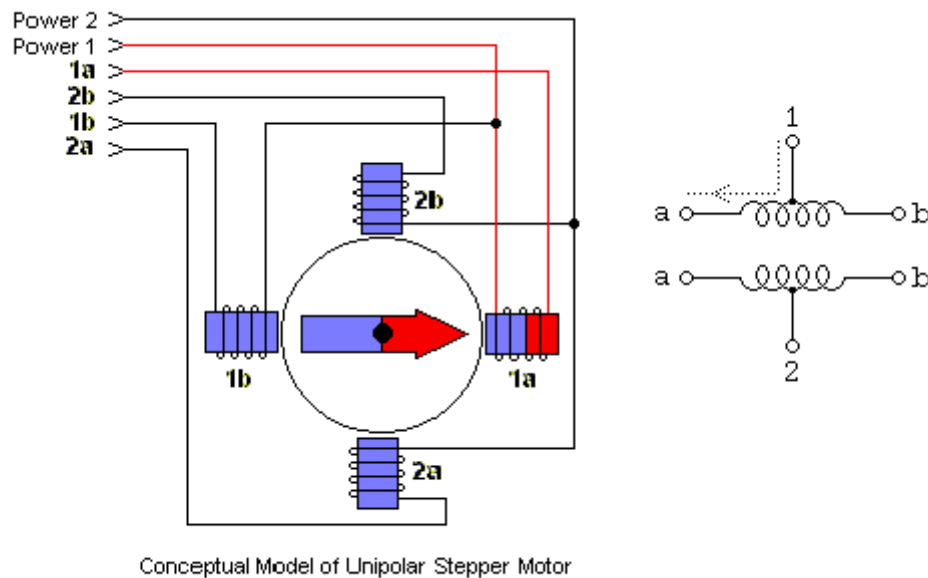 Power 2
Power 1
1a
2b
1b
2a
2b
1b
1a
2a
1
a
b
a
b
2
Conceptual Model of Unipolar Stepper Motor